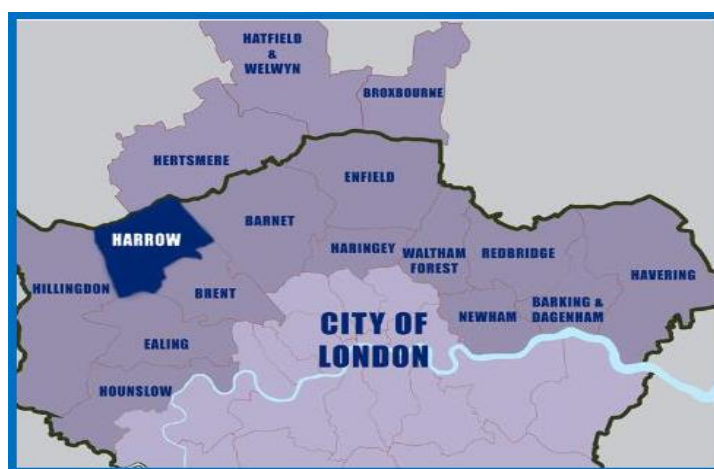 HATFIELD
&
WELWYN
BROXBOURNE
HERTSMERE
ENFIELD
BARNET
HARROW
HARINGEY
WALTHAM
FOREST
REDBRIDGE
HAVERING
HILLINGDON
BRENT
NEWHAM
BARKING &
DAGENHAM
CITY OF
LONDON
EALING
HOUNSLOW